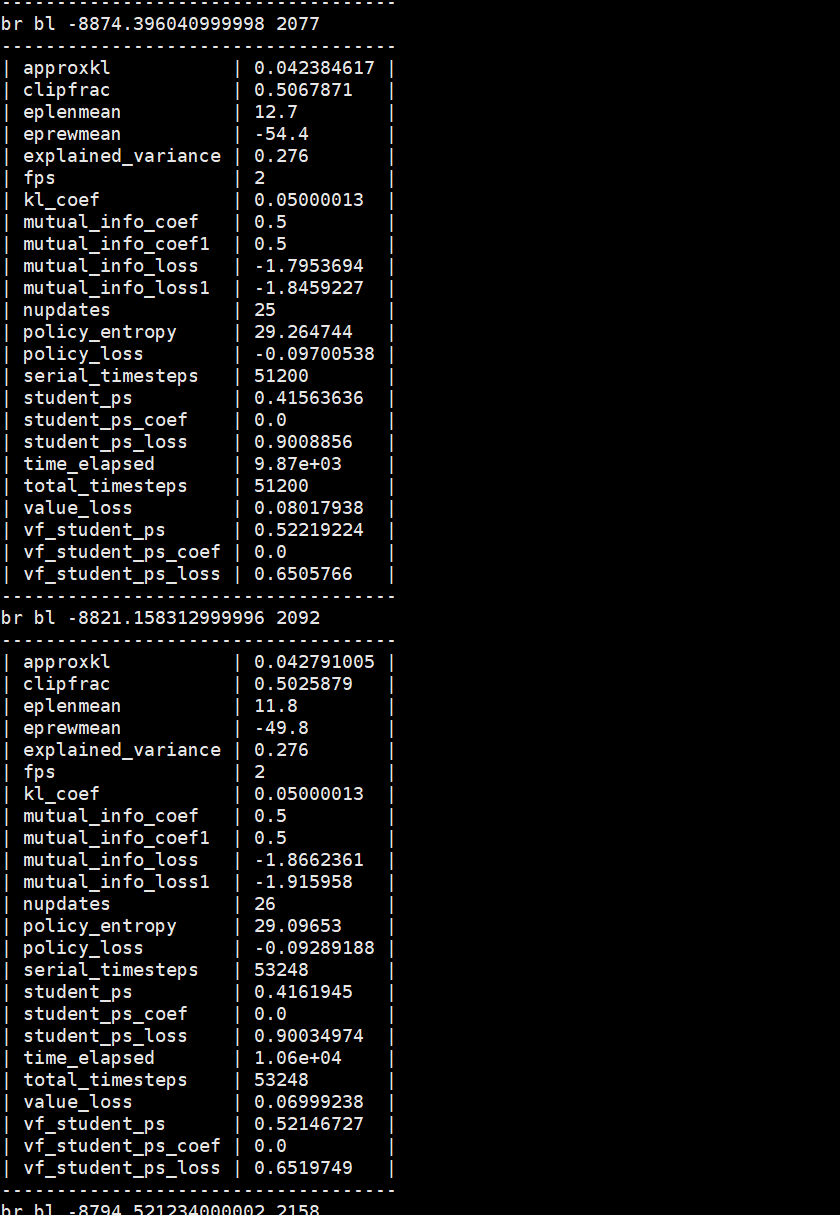 ------------------------------------
br bl -8874.396040999998 2077
------------------------------------
| approxkl           | 0.042384617 |
| clipfrac           | 0.5067871   |
| eplenmean          | 12.7        |
| eprewmean          | -54.4       |
| explained_variance | 0.276       |
| fps                | 2           |
| kl_coef            | 0.05000013  |
| mutual_info_coef   | 0.5         |
| mutual_info_coef1  | 0.5         |
| mutual_info_loss   | -1.7953694  |
| mutual_info_loss1  | -1.8459227  |
| nupdates           | 25          |
| policy_entropy     | 29.264744   |
| policy_loss        | -0.09700538 |
| serial_timesteps   | 51200       |
| student_ps         | 0.41563636  |
| student_ps_coef    | 0.0         |
| student_ps_loss    | 0.9008856   |
| time_elapsed       | 9.87e+03    |
| total_timesteps    | 51200       |
| value_loss         | 0.08017938  |
| vf_student_ps      | 0.52219224  |
| vf_student_ps_coef | 0.0         |
| vf_student_ps_loss | 0.6505766   |
------------------------------------
br bl -8821.158312999996 2092
------------------------------------
| approxkl           | 0.042791005 |
| clipfrac           | 0.5025879   |
| eplenmean          | 11.8        |
| eprewmean          | -49.8       |
| explained_variance | 0.276       |
| fps                | 2           |
| kl_coef            | 0.05000013  |
| mutual_info_coef   | 0.5         |
| mutual_info_coef1  | 0.5         |
| mutual_info_loss   | -1.8662361  |
| mutual_info_loss1  | -1.915958   |
| nupdates           | 26          |
| policy_entropy     | 29.09653    |
| policy_loss        | -0.09289188 |
| serial_timesteps   | 53248       |
| student_ps         | 0.4161945   |
| student_ps_coef    | 0.0         |
| student_ps_loss    | 0.90034974  |
| time_elapsed       | 1.06e+04    |
| total_timesteps    | 53248       |
| value_loss         | 0.06999238  |
| vf_student_ps      | 0.52146727  |
| vf_student_ps_coef | 0.0         |
| vf_student_ps_loss | 0.6519749   |
------------------------------------
br bl -8794.521234000002 2158